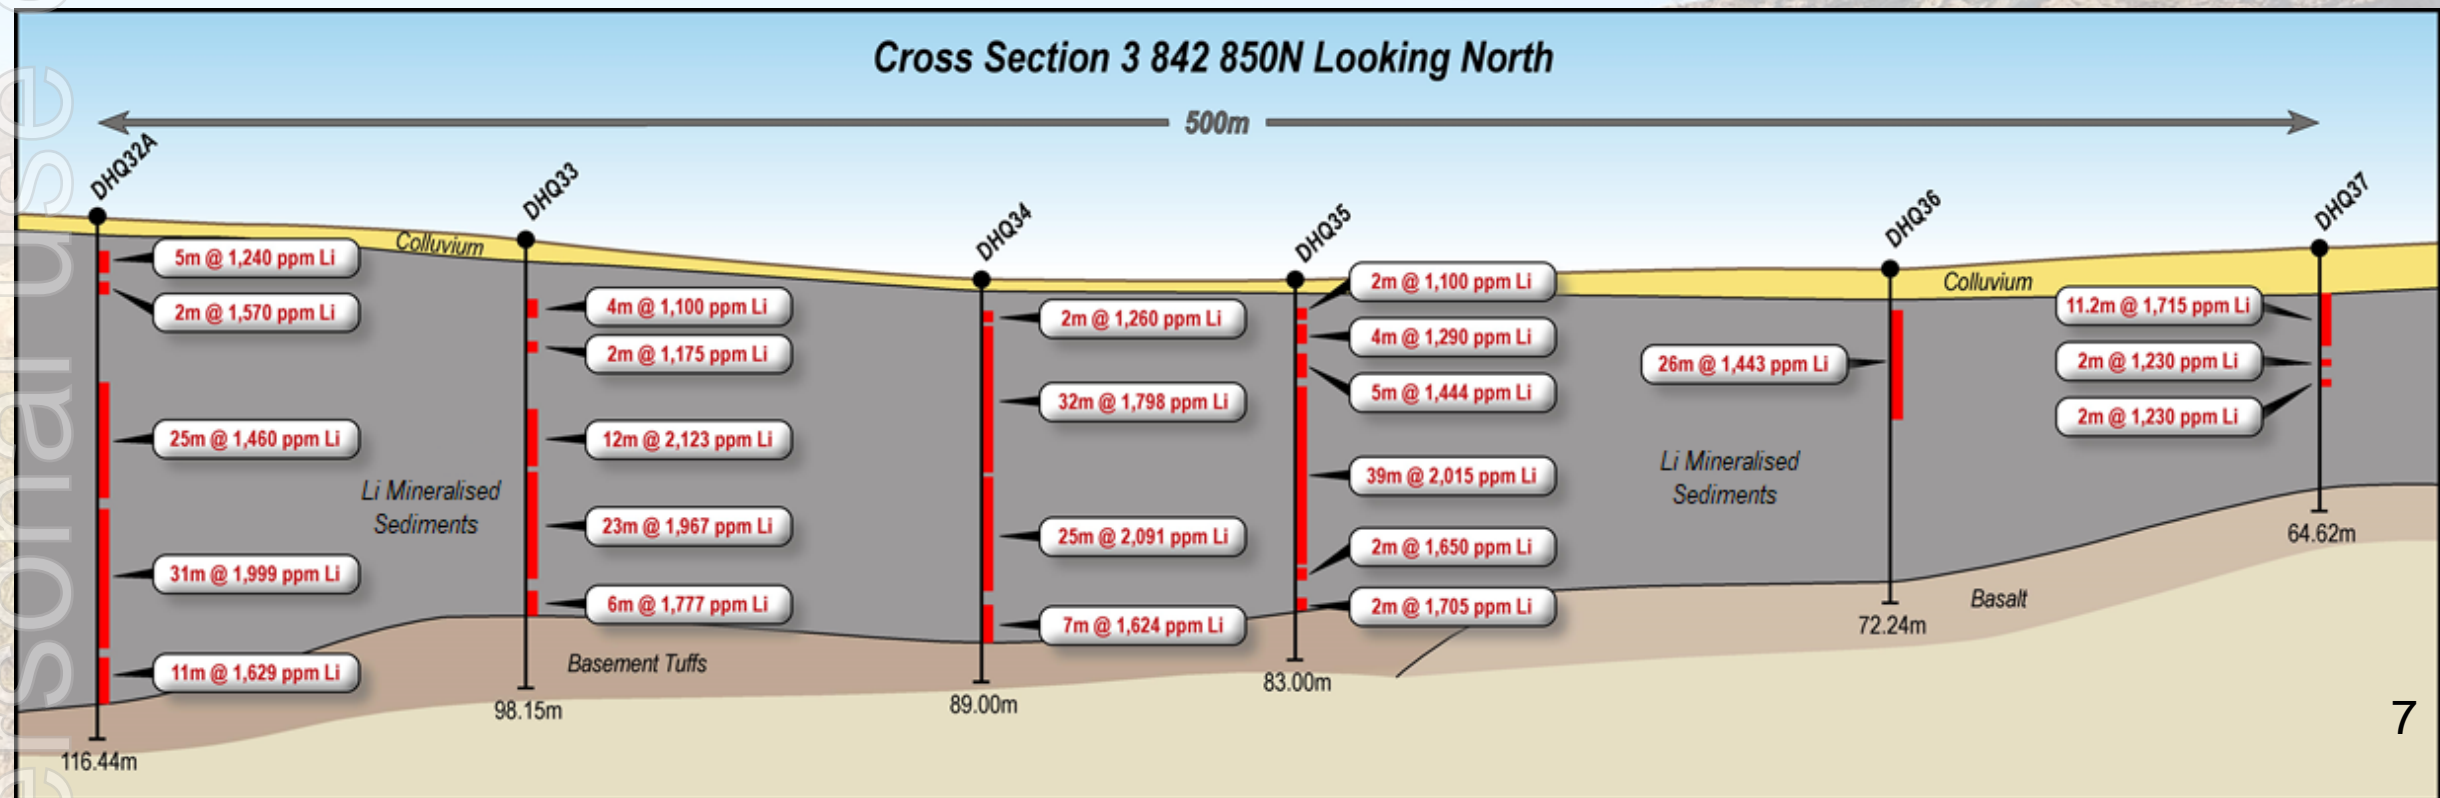 Cross Section 3 842 850N Looking North
500m
DHQ32A
DHQ33
DHQ34
DHQ35
DHQ36
DHQ37
Colluvium
5m @ 1,240 ppm Li
2m @ 1,570 ppm Li
25m @ 1,460 ppm Li
31m @ 1,999 ppm Li
11m @ 1,629 ppm Li
116.44m
Li Mineralised
Sediments
4m @ 1,100 ppm Li
2m @ 1,175 ppm Li
12m @ 2,123 ppm Li
23m @ 1,967 ppm Li
6m @ 1,777 ppm Li
Basement Tuffs
98.15m
2m @ 1,260 ppm Li
32m @ 1,798 ppm Li
25m @ 2,091 ppm Li
7m @ 1,624 ppm Li
89.00m
2m @ 1,100 ppm Li
4m @ 1,290 ppm Li
5m @ 1,444 ppm Li
39m @ 2,015 ppm Li
2m @ 1,650 ppm Li
2m @ 1,705 ppm Li
83.00m
26m @ 1,443 ppm Li
Li Mineralised
Sediments
72.24m
Colluvium
11.2m @ 1,715 ppm Li
2m @ 1,230 ppm Li
2m @ 1,230 ppm Li
64.62m
Basalt
7
ersonal use